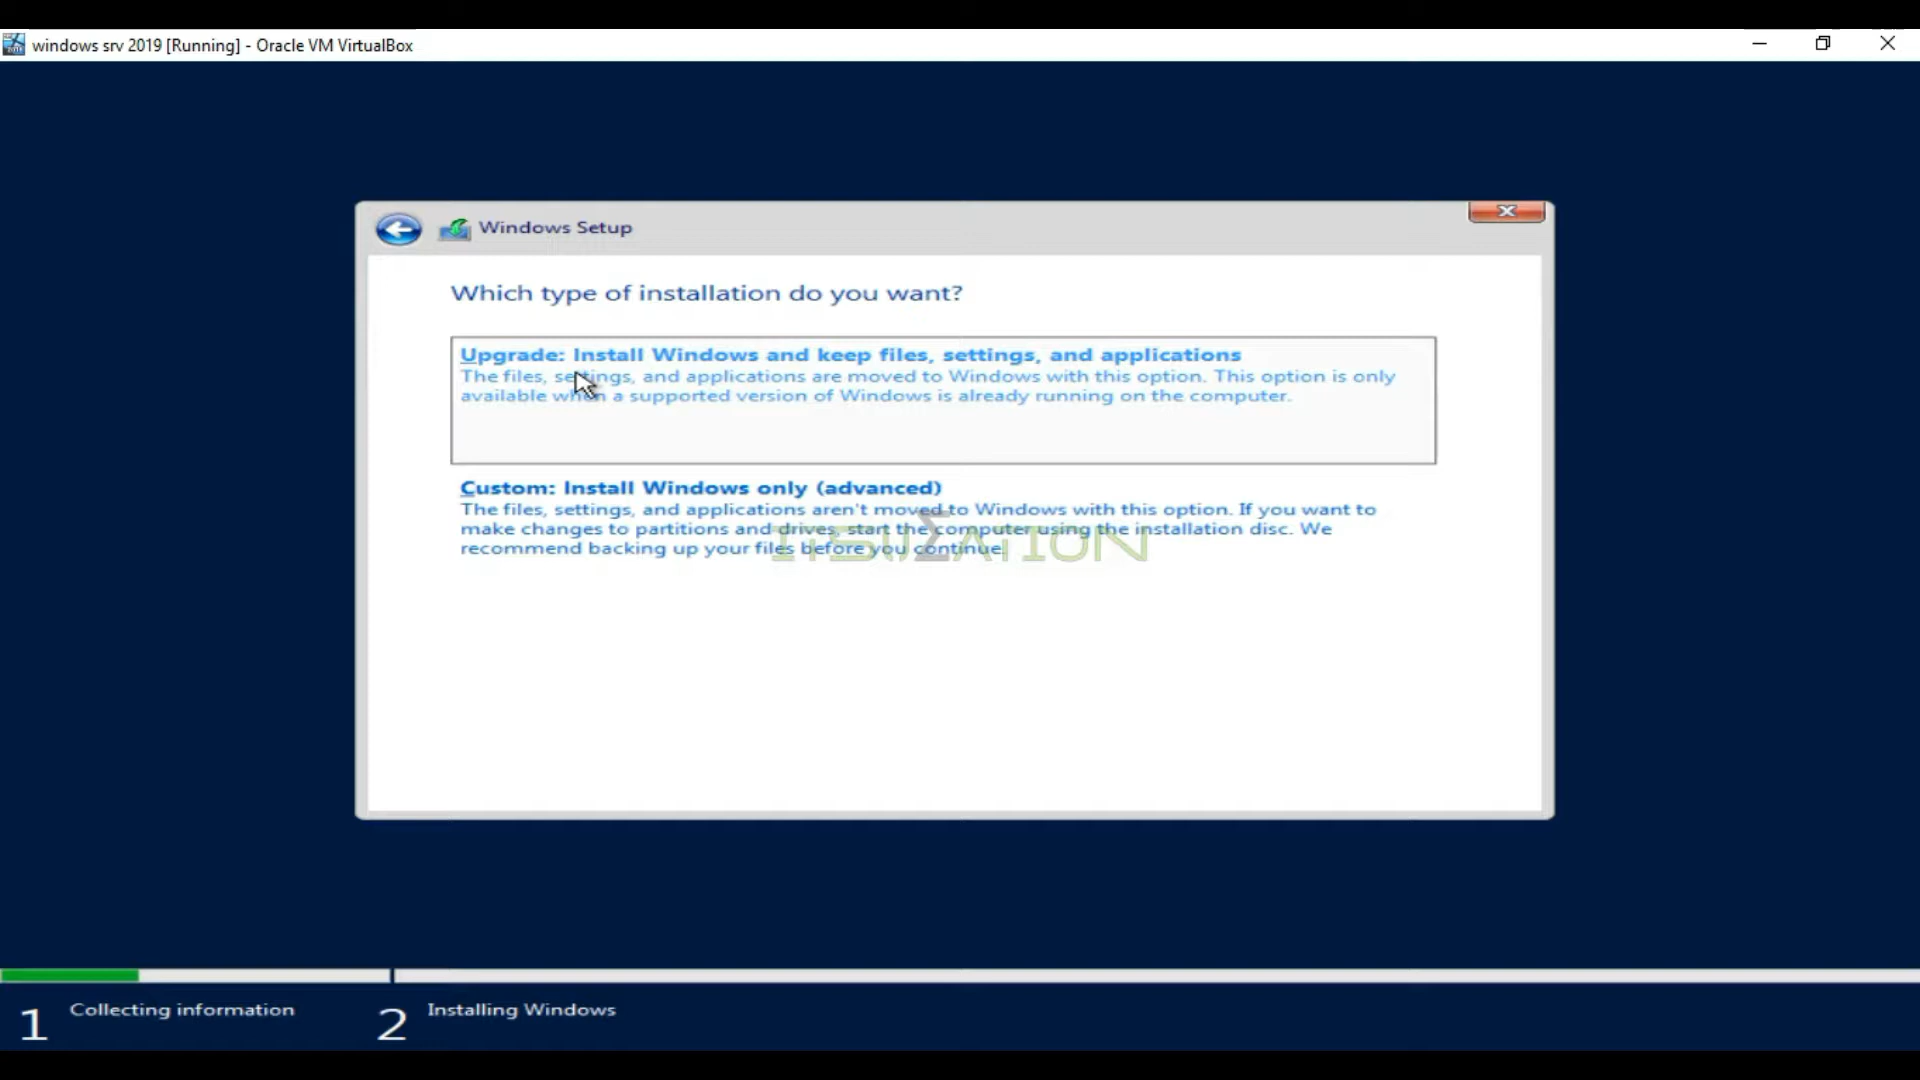 windows srv 2019 [Running] - Oracle VM VirtualBox
Windows Setup
Which type of installation do you want?
Upgrade: Install Windows and keep files, settings, and applications
The files, settings, and applications are moved to Windows with this option. This option is only
available when a supported version of Windows is already running on the computer.
Custom: Install Windows only (advanced)
The files, settings, and applications aren't moved to Windows with this option. If you want to
make changes to partitions and drives, start the computer using the installation disc. We
recommend backing up your files before you continue.
1 Collecting information
2 Installing Windows